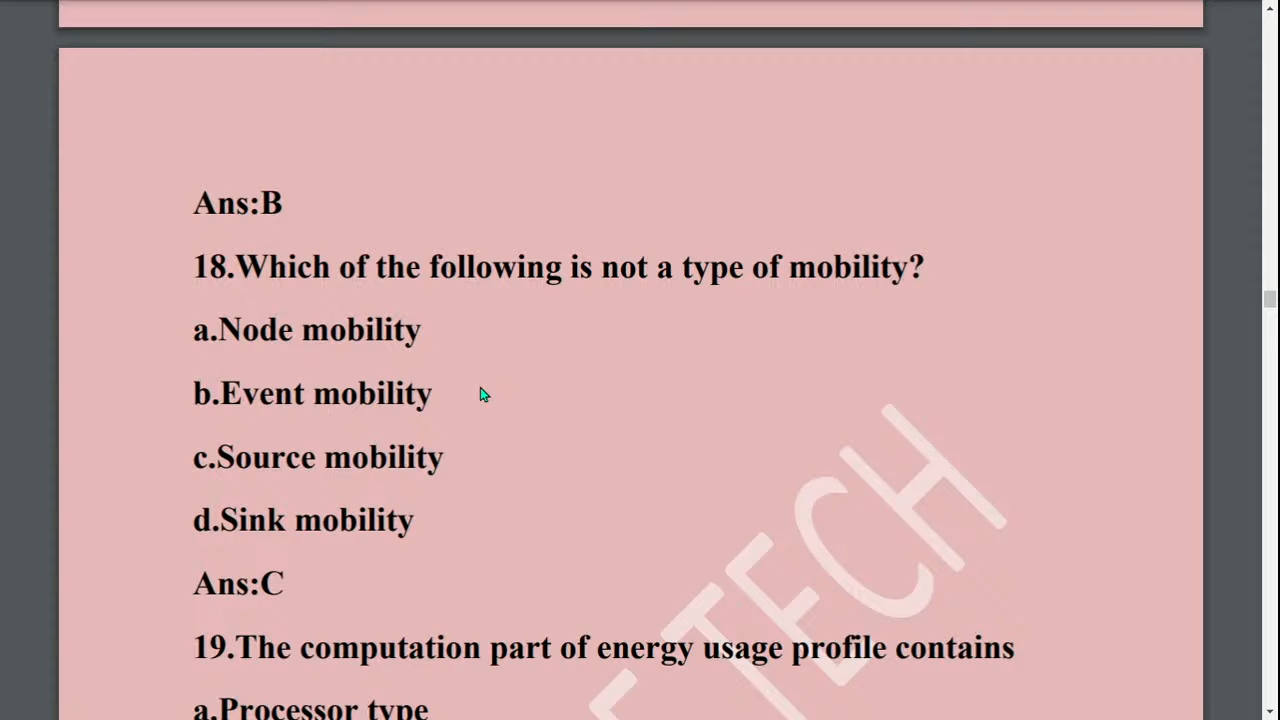 Ans:B
18.Which of the following is not a type of mobility?
a.Node mobility
b.Event mobility
c.Source mobility
d.Sink mobility
Ans:C
19.The computation part of energy usage profile contains
a.Processor type
E TECH